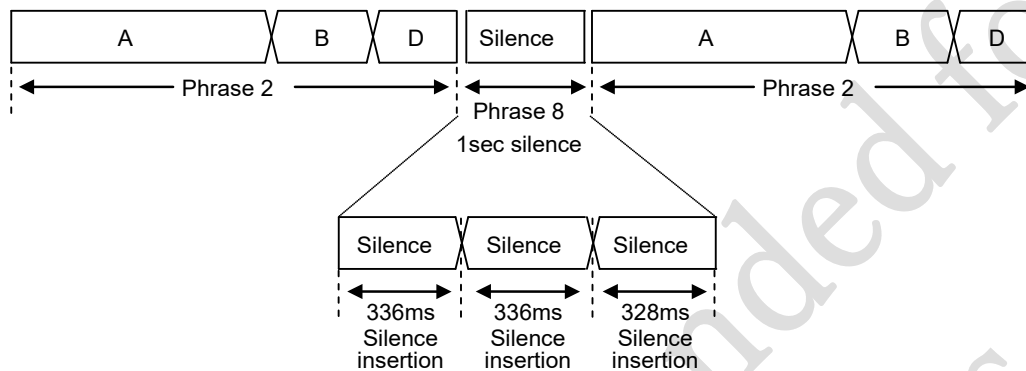 A B D Silence A B D
Phrase 2 Phrase 8 Phrase 2
1sec silence
Silence Silence Silence
336ms 336ms 328ms
Silence Silence Silence
insertion insertion insertion